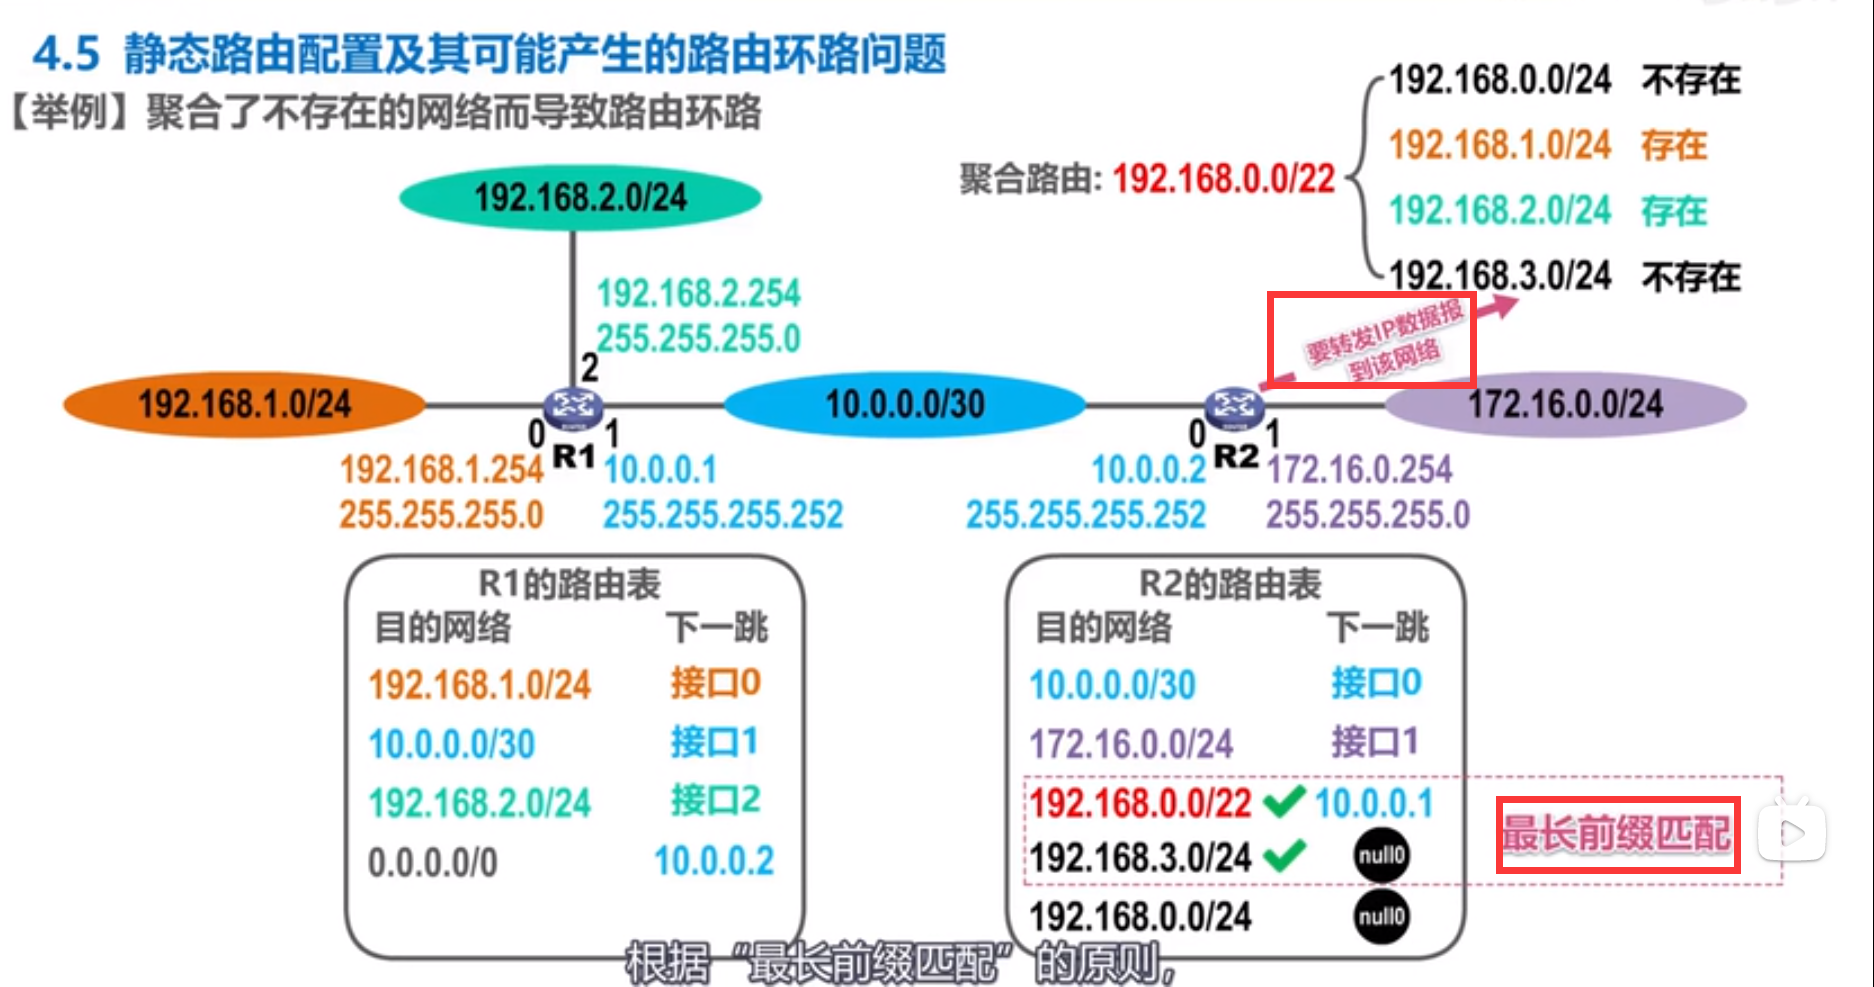 4.5 静态路由配置及其可能产生的路由环路问题
【举例】聚合了不存在的网络而导致路由环路
192.168.0.0/24 不存在
192.168.1.0/24 存在
聚合路由: 192.168.0.0/22
192.168.2.0/24 存在
192.168.3.0/24 不存在
192.168.2.0/24
192.168.2.254
255.255.255.0
要转发IP数据报
到该网络
2
192.168.1.0/24
10.0.0.0/30
172.16.0.0/24
0 R1 1
0 R2 1
192.168.1.254
255.255.255.0
10.0.0.1
255.255.255.252
10.0.0.2
255.255.255.252
172.16.0.254
255.255.255.0
R1的路由表
目的网络 下一跳
192.168.1.0/24 接口0
10.0.0.0/30 接口1
192.168.2.0/24 接口2
0.0.0.0/0 10.0.0.2
R2的路由表
目的网络 下一跳
10.0.0.0/30 接口0
172.16.0.0/24 接口1
192.168.0.0/22 10.0.0.1
192.168.3.0/24 null0
192.168.0.0/24 null0
最长前缀匹配
根据“最长前缀匹配”的原则,